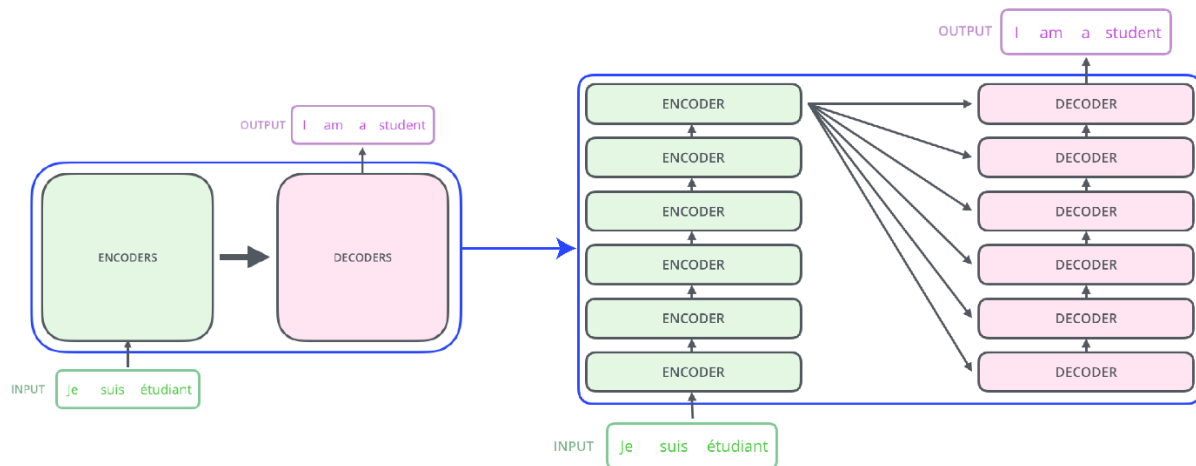 OUTPUT I am a student
ENCODERS DECODERS
INPUT Je suis étudiant
OUTPUT I am a student
ENCODER DECODER
ENCODER DECODER
ENCODER DECODER
ENCODER DECODER
ENCODER DECODER
ENCODER DECODER
INPUT Je suis étudiant